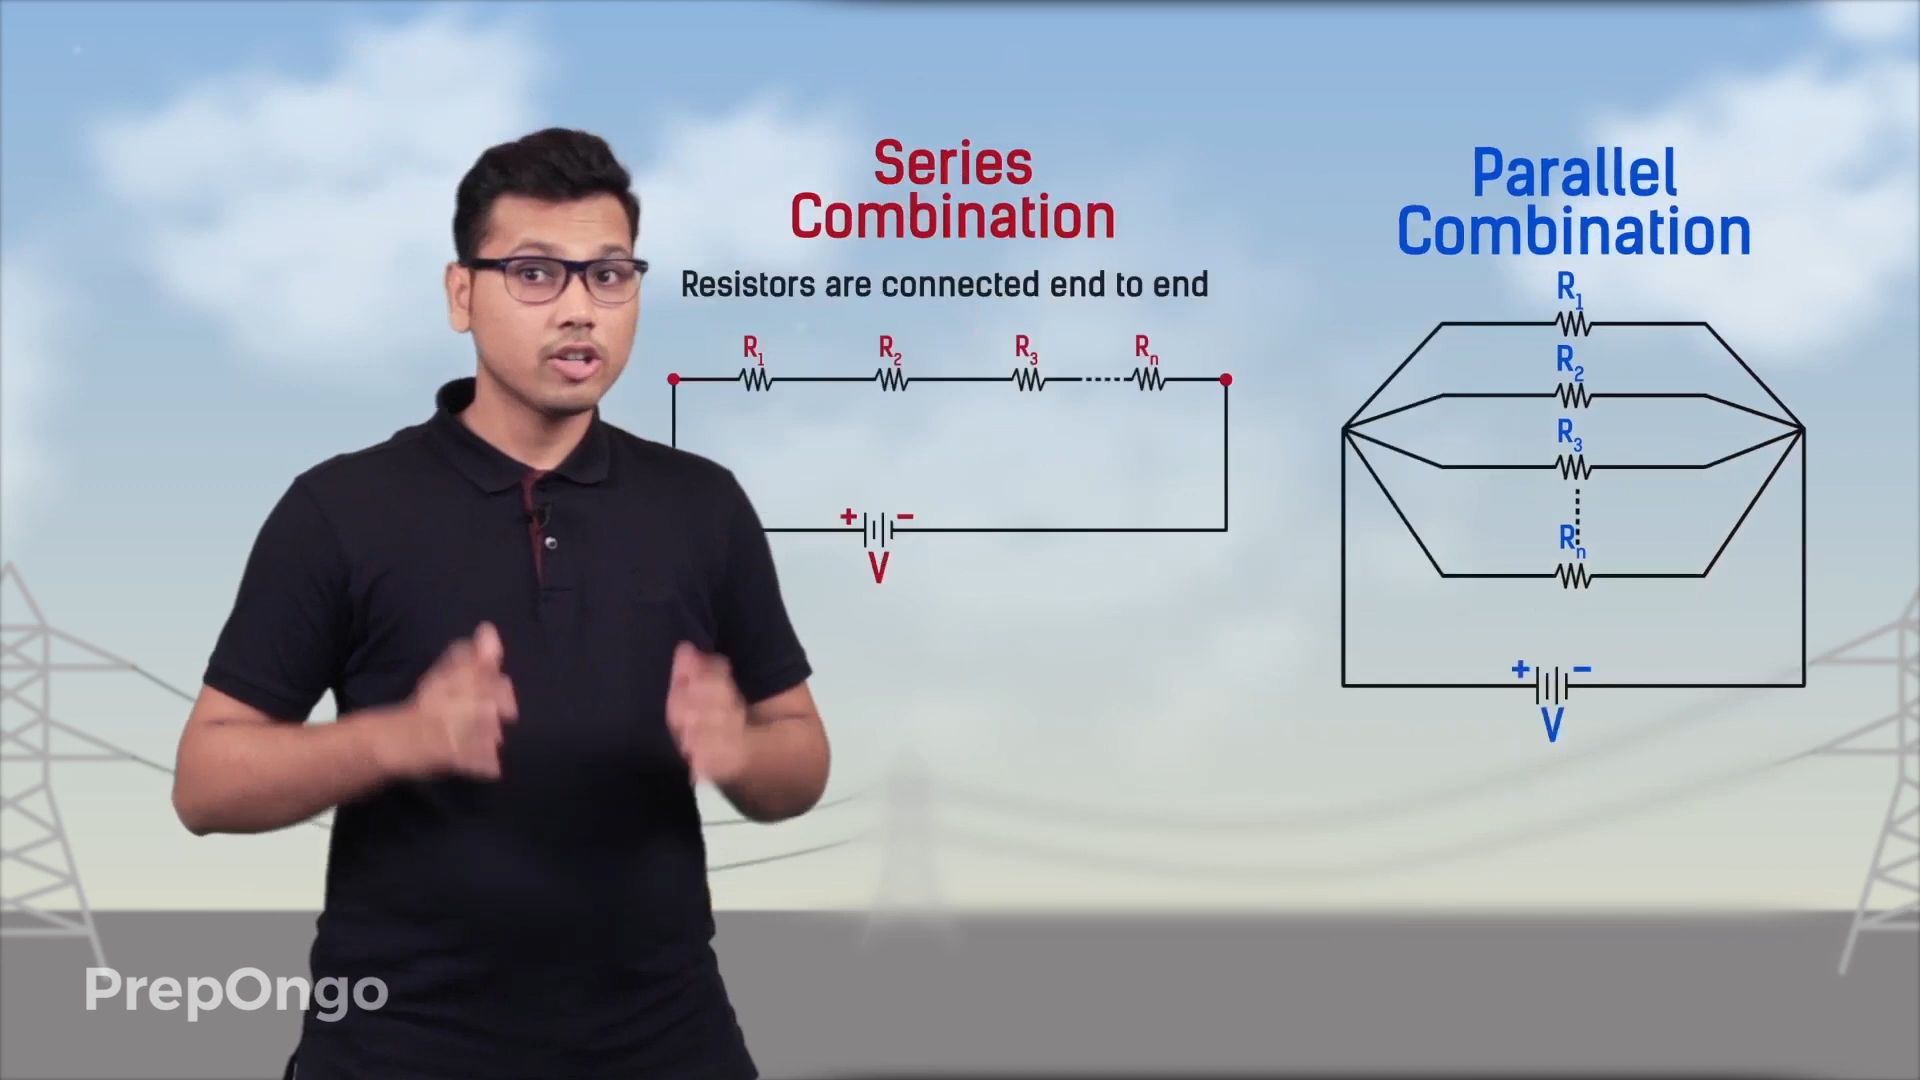 Series
Combination
Resistors are connected end to end
R1
R2
R3
Rn
+
−
V
Parallel
Combination
R1
R2
R3
Rn
+
−
V
PrepOngo